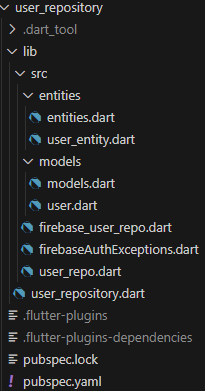 user_repository
.dart_tool
lib
src
entities
entities.dart
user_entity.dart
models
models.dart
user.dart
firebase_user_repo.dart
firebaseAuthExceptions.dart
user_repo.dart
user_repository.dart
.flutter-plugins
.flutter-plugins-dependencies
pubspec.lock
! pubspec.yaml